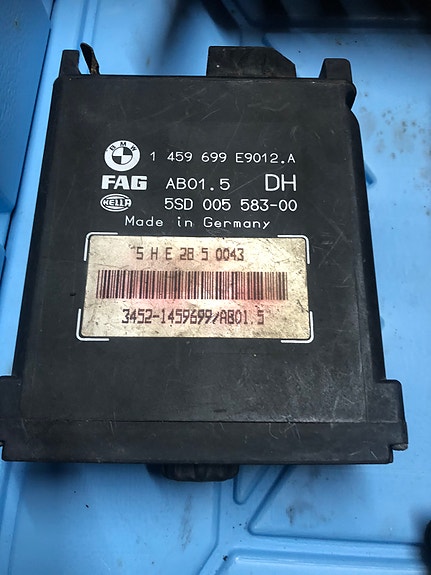 BMW
1 459 699 E9012.A
FAG AB01.5 DH
HELLA 5SD 005 583-00
Made in Germany
5 H E 28 5 0043
3452-1459699/AB01.5